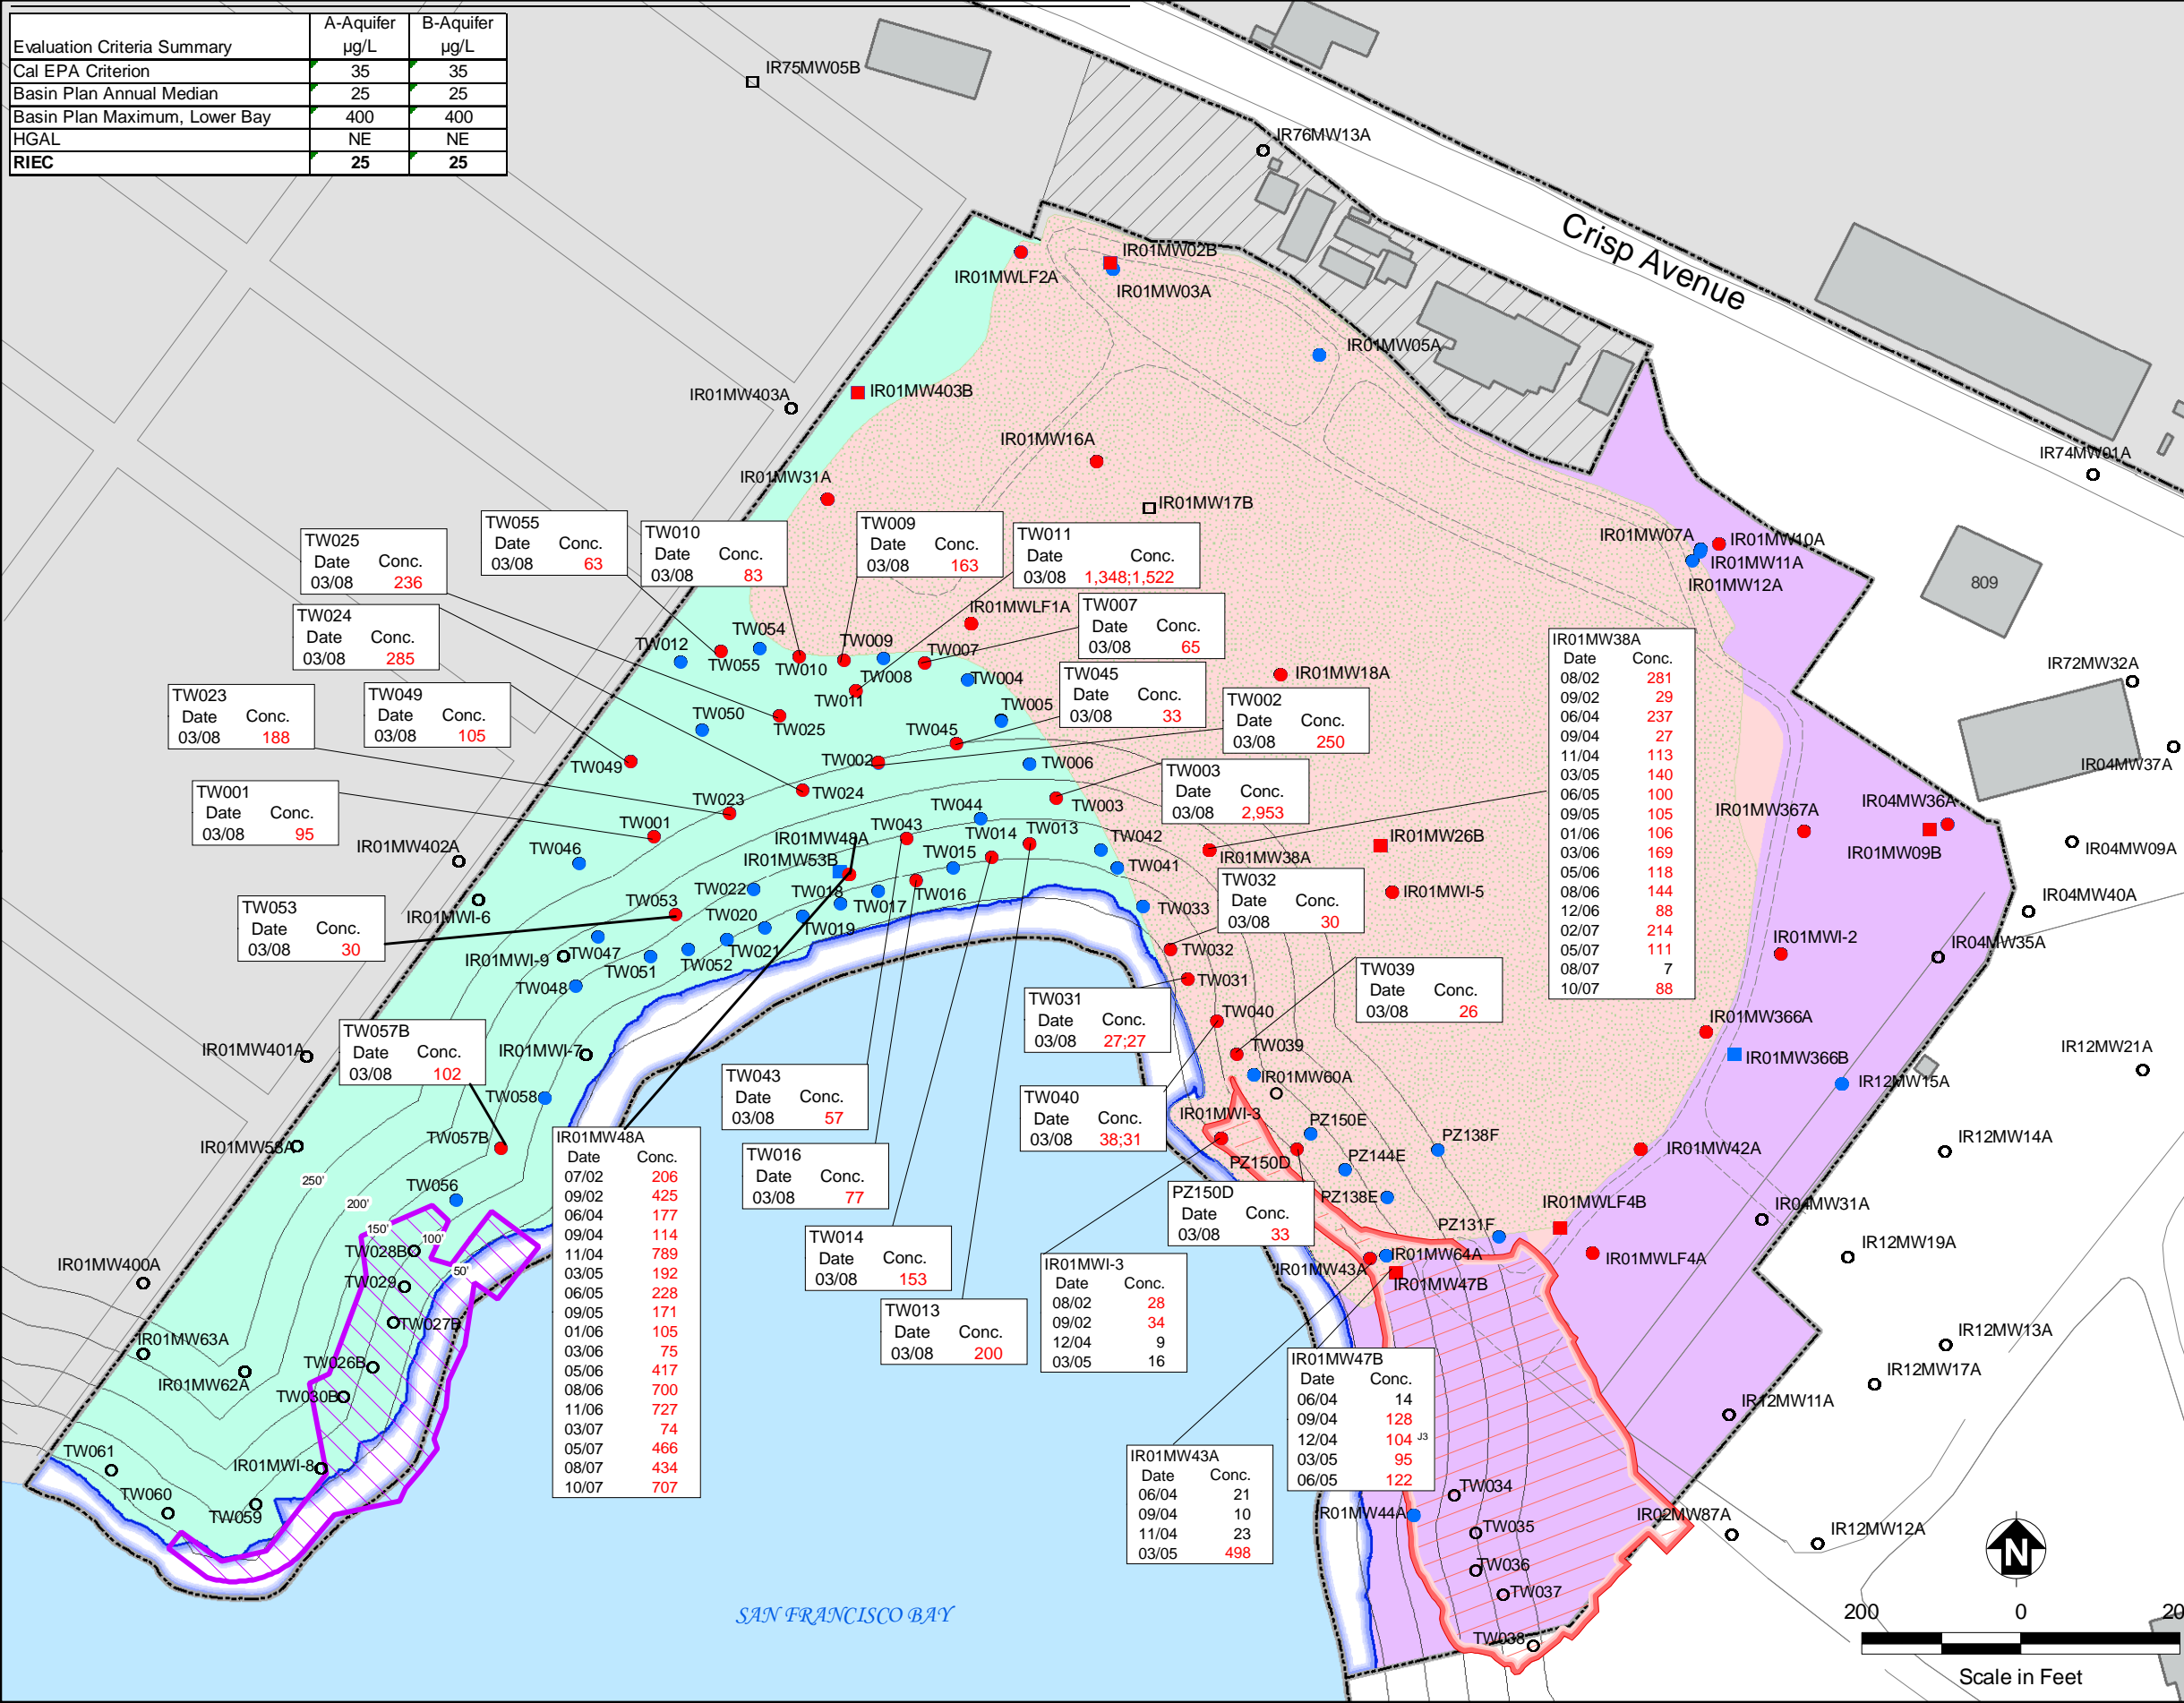 Evaluation Criteria Summary A-Aquifer µg/L B-Aquifer µg/L
Cal EPA Criterion 35 35
Basin Plan Annual Median 25 25
Basin Plan Maximum, Lower Bay 400 400
HGAL NE NE
RIEC 25 25
IR75MW05B
IR76MW13A
Crisp Avenue
IR01MW02B
IR01MWLF2A
IR01MW03A
IR01MW05A
IR01MW403A
IR01MW403B
IR01MW16A
IR74MW01A
IR01MW31A
IR01MW17B
TW025
Date Conc.
03/08 236
TW055
Date Conc.
03/08 63
TW010
Date Conc.
03/08 83
TW009
Date Conc.
03/08 163
TW011
Date Conc.
03/08 1,348;1,522
IR01MW07A
IR01MW10A
IR01MW11A
IR01MW12A
809
TW024
Date Conc.
03/08 285
IR01MWLF1A
TW007
Date Conc.
03/08 65
TW012
TW054
TW055
TW010
TW009
TW008
TW007
TW004
TW011
IR01MW18A
IR72MW32A
TW023
Date Conc.
03/08 188
TW049
Date Conc.
03/08 105
TW045
Date Conc.
03/08 33
TW002
Date Conc.
03/08 250
TW050
TW025
TW045
TW005
TW049
TW002
TW006
IR04MW37A
IR01MW38A
Date Conc.
08/02 281
09/02 29
06/04 237
09/04 27
11/04 113
03/05 140
06/05 100
09/05 105
01/06 106
03/06 169
05/06 118
08/06 144
12/06 88
02/07 214
05/07 111
08/07 7
10/07 88
TW001
Date Conc.
03/08 95
TW003
Date Conc.
03/08 2,953
TW023
TW024
TW044
TW003
IR01MW367A
IR04MW36A
TW001
IR01MW48A
TW043
TW014
TW013
TW042
IR01MW38A
IR01MW26B
IR01MW09B
IR04MW09A
IR01MW402A
TW046
IR01MW53B
TW015
TW041
TW022
TW018
TW016
TW017
IR01MWI-5
IR04MW40A
TW032
Date Conc.
03/08 30
TW053
Date Conc.
03/08 30
IR01MWI-6
TW053
TW020
TW019
TW033
TW047
TW021
TW032
IR01MWI-2
IR04MW35A
IR01MWI-9
TW051
TW052
TW048
TW031
TW039
Date Conc.
03/08 26
TW031
Date Conc.
03/08 27;27
TW040
IR01MW366A
TW057B
Date Conc.
03/08 102
IR01MW401A
IR01MWI-7
TW039
IR01MW366B
IR12MW21A
TW043
Date Conc.
03/08 57
IR01MW60A
IR12MW15A
TW058
TW040
Date Conc.
03/08 38;31
IR01MWI-3
PZ150E
PZ138F
IR12MW14A
IR01MW58A
TW057B
IR01MW48A
Date Conc.
07/02 206
09/02 425
06/04 177
09/04 114
11/04 789
03/05 192
06/05 228
09/05 171
01/06 105
03/06 75
05/06 417
08/06 700
11/06 727
03/07 74
05/07 466
08/07 434
10/07 707
TW016
Date Conc.
03/08 77
PZ150D
PZ144E
IR01MW42A
250'
TW056
PZ150D
Date Conc.
03/08 33
PZ138E
200'
150'
100'
50'
IR01MWLF4B
IR04MW31A
TW014
Date Conc.
03/08 153
PZ131F
TW028B
IR01MW64A
IR01MW43A
IR01MWLF4A
IR12MW19A
IR01MW400A
TW029
IR01MWI-3
Date Conc.
08/02 28
09/02 34
12/04 9
03/05 16
IR01MW47B
TW013
Date Conc.
03/08 200
TW027B
IR01MW63A
IR12MW13A
TW026B
IR01MW62A
TW030B
IR12MW17A
IR01MW47B
Date Conc.
06/04 14
09/04 128
12/04 104 J3
03/05 95
06/05 122
IR12MW11A
TW061
IR01MWI-8
IR01MW43A
Date Conc.
06/04 21
09/04 10
11/04 23
03/05 498
TW034
TW060
TW059
IR01MW44A
TW035
IR02MW87A
IR12MW12A
TW036
TW037
N
SAN FRANCISCO BAY
TW038
200 0 20
Scale in Feet